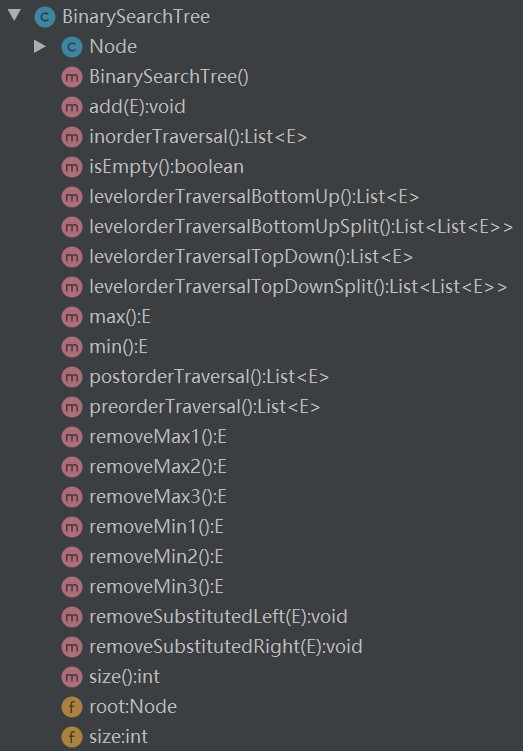 BinarySearchTree
Node
BinarySearchTree()
add(E):void
inorderTraversal():List<E>
isEmpty():boolean
levelorderTraversalBottomUp():List<E>
levelorderTraversalBottomUpSplit():List<List<E>>
levelorderTraversalTopDown():List<E>
levelorderTraversalTopDownSplit():List<List<E>>
max():E
min():E
postorderTraversal():List<E>
preorderTraversal():List<E>
removeMax1():E
removeMax2():E
removeMax3():E
removeMin1():E
removeMin2():E
removeMin3():E
removeSubstitutedLeft(E):void
removeSubstitutedRight(E):void
size():int
root:Node
size:int